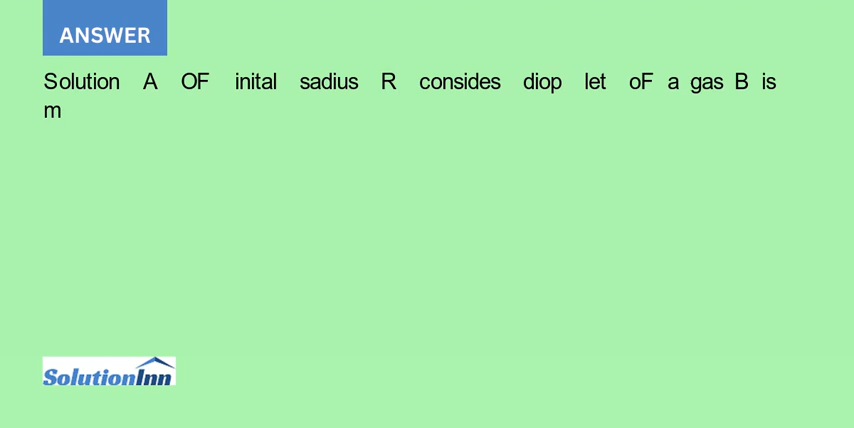 ANSWER
Solution A OF inital sadius R consides diop let oF a gas B is
m
SolutionInn